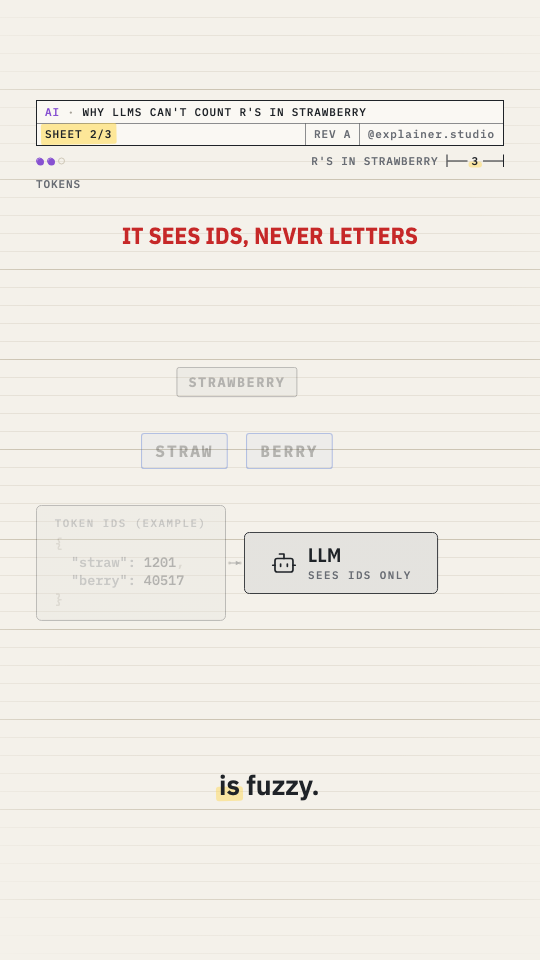 AI · WHY LLMS CAN'T COUNT R'S IN STRAWBERRY
SHEET 2/3 REV A @explainer.studio
R'S IN STRAWBERRY 3
TOKENS
IT SEES IDS, NEVER LETTERS
STRAWBERRY
STRAW BERRY
TOKEN IDS (EXAMPLE)
{
"straw": 1201,
"berry": 40517
}
LLM
SEES IDS ONLY
is fuzzy.